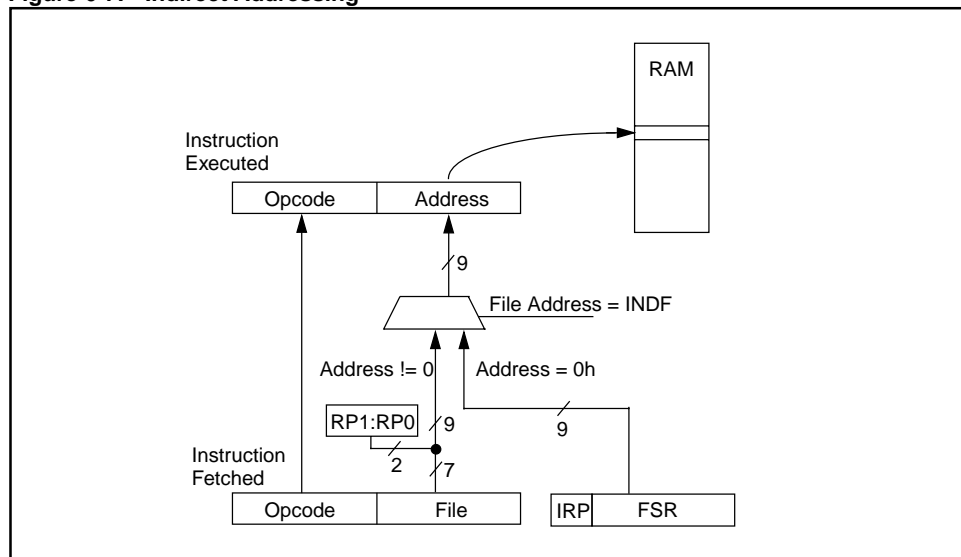 RAM
Instruction
Executed
Opcode
Address
9
File Address = INDF
Address != 0
Address = 0h
RP1:RP0
9
9
2
7
Instruction
Fetched
Opcode
File
IRP
FSR